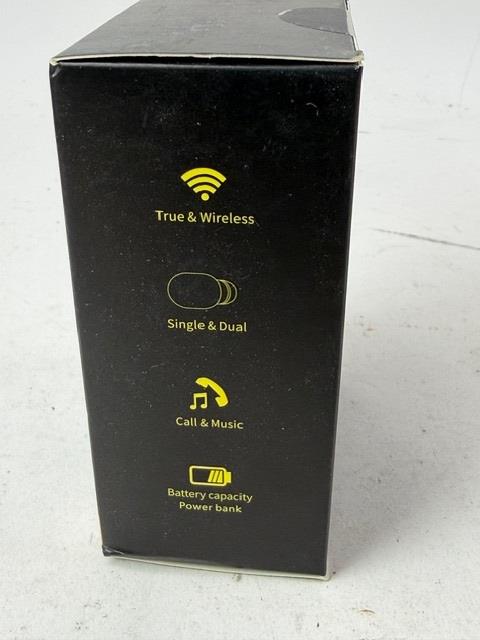 True & Wireless
Single & Dual
Call & Music
Battery capacity
Power bank